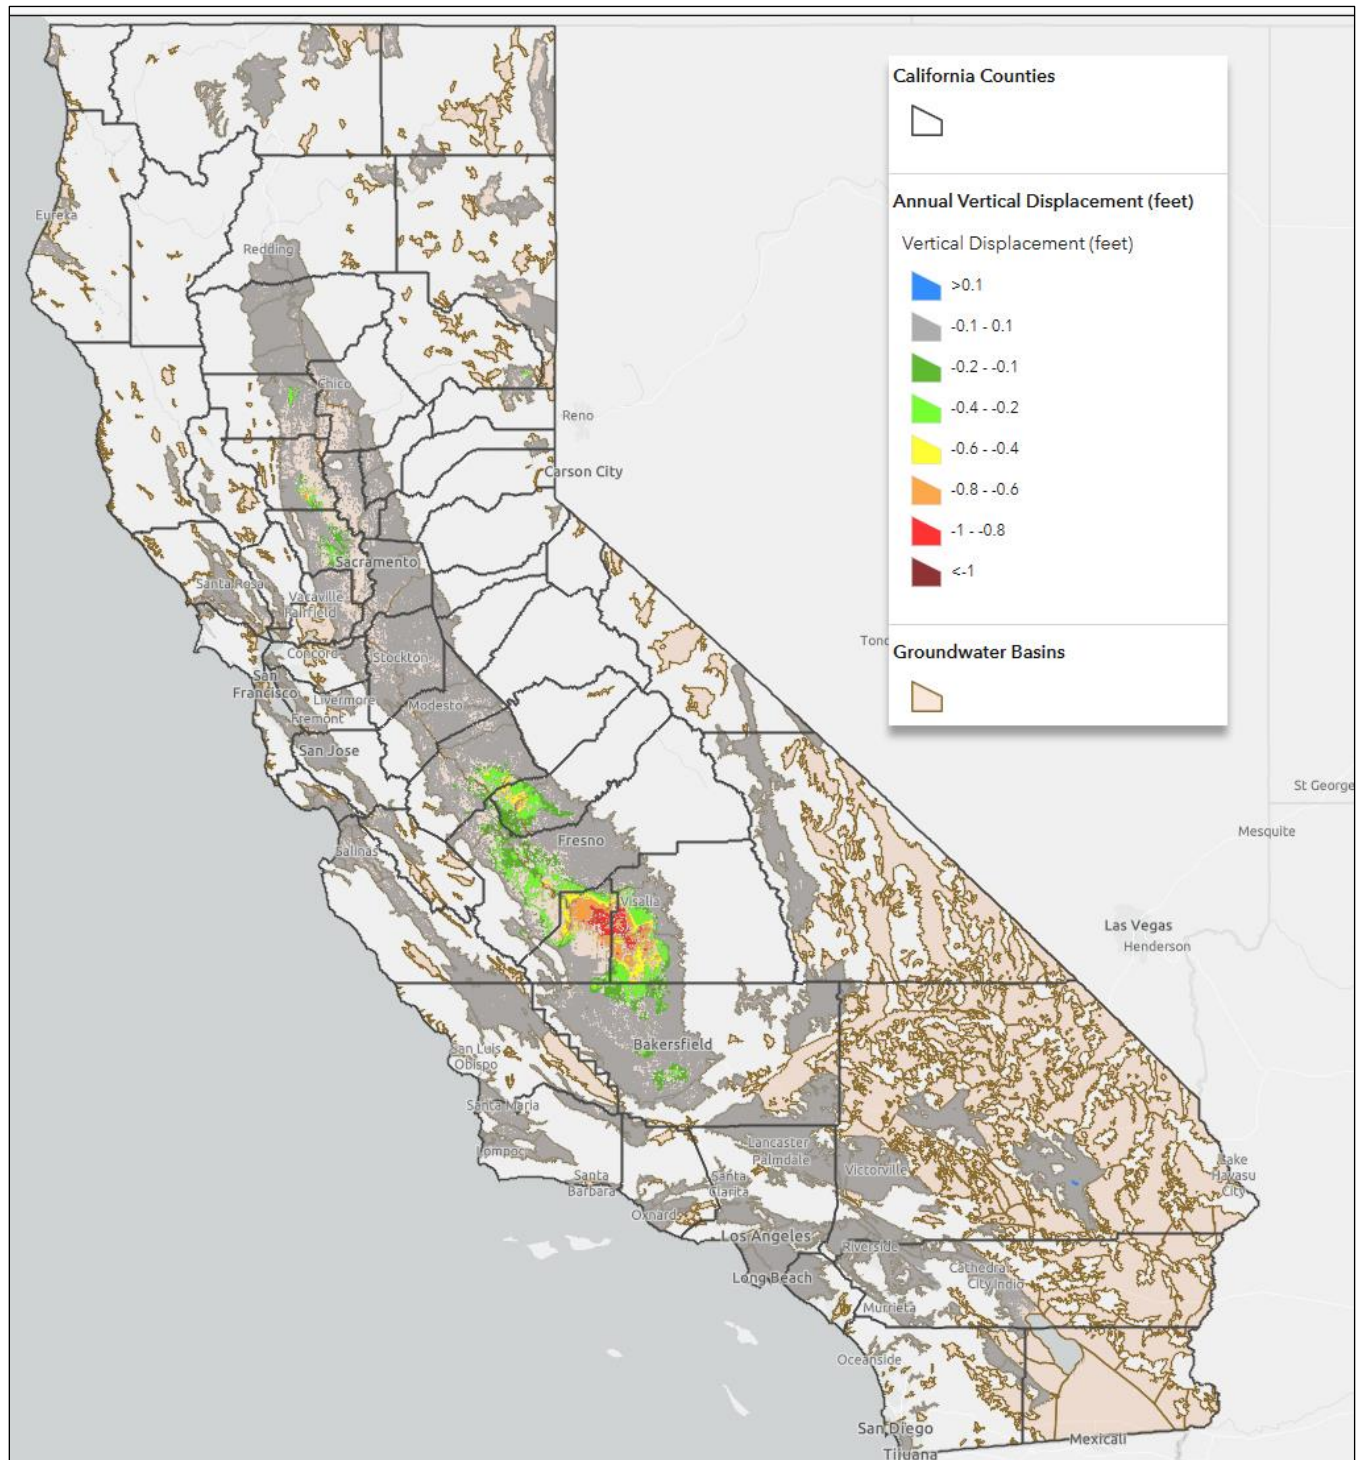 California Counties
Annual Vertical Displacement (feet)
Vertical Displacement (feet)
>0.1
-0.1 - 0.1
-0.2 - -0.1
-0.4 - -0.2
-0.6 - -0.4
-0.8 - -0.6
-1 - -0.8
<-1
Groundwater Basins
Eureka
Redding
Chico
Reno
Carson City
Sacramento
Santa Rosa
Vacaville
Fairfield
Concord
Stockton
San
Francisco
Livermore
Fremont
Modesto
San Jose
Tono
St George
Mesquite
Salinas
Fresno
Visalia
Las Vegas
Henderson
Bakersfield
San Luis
Obispo
Santa Maria
Lompoc
Santa
Barbara
Lancaster
Palmdale
Victorville
Santa
Clarita
Lake
Havasu
City
Oxnard
Los Angeles
Riverside
Long Beach
Cathedral
City
Indio
Murrieta
Oceanside
San Diego
Tijuana
Mexicali